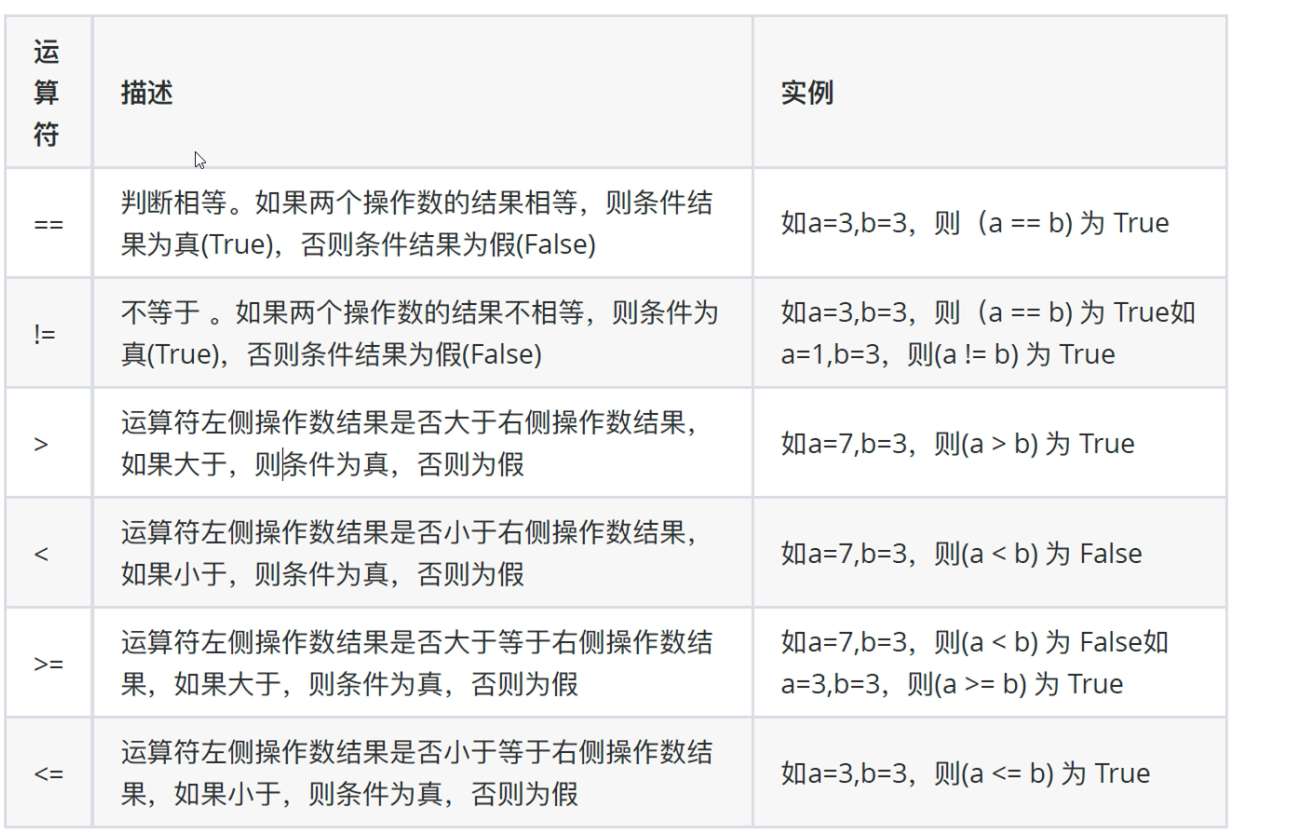 运
算
符
描述
实例
==
判断相等。如果两个操作数的结果相等，则条件结
果为真(True)，否则条件结果为假(False)
如a=3,b=3，则（a == b) 为 True
!=
不等于 。如果两个操作数的结果不相等，则条件为
真(True)，否则条件结果为假(False)
如a=3,b=3，则（a == b) 为 True如
a=1,b=3，则(a != b) 为 True
>
运算符左侧操作数结果是否大于右侧操作数结果，
如果大于，则条件为真，否则为假
如a=7,b=3，则(a > b) 为 True
<
运算符左侧操作数结果是否小于右侧操作数结果，
如果小于，则条件为真，否则为假
如a=7,b=3，则(a < b) 为 False
>=
运算符左侧操作数结果是否大于等于右侧操作数结
果，如果大于，则条件为真，否则为假
如a=7,b=3，则(a < b) 为 False如
a=3,b=3，则(a >= b) 为 True
<=
运算符左侧操作数结果是否小于等于右侧操作数结
果，如果小于，则条件为真，否则为假
如a=3,b=3，则(a <= b) 为 True